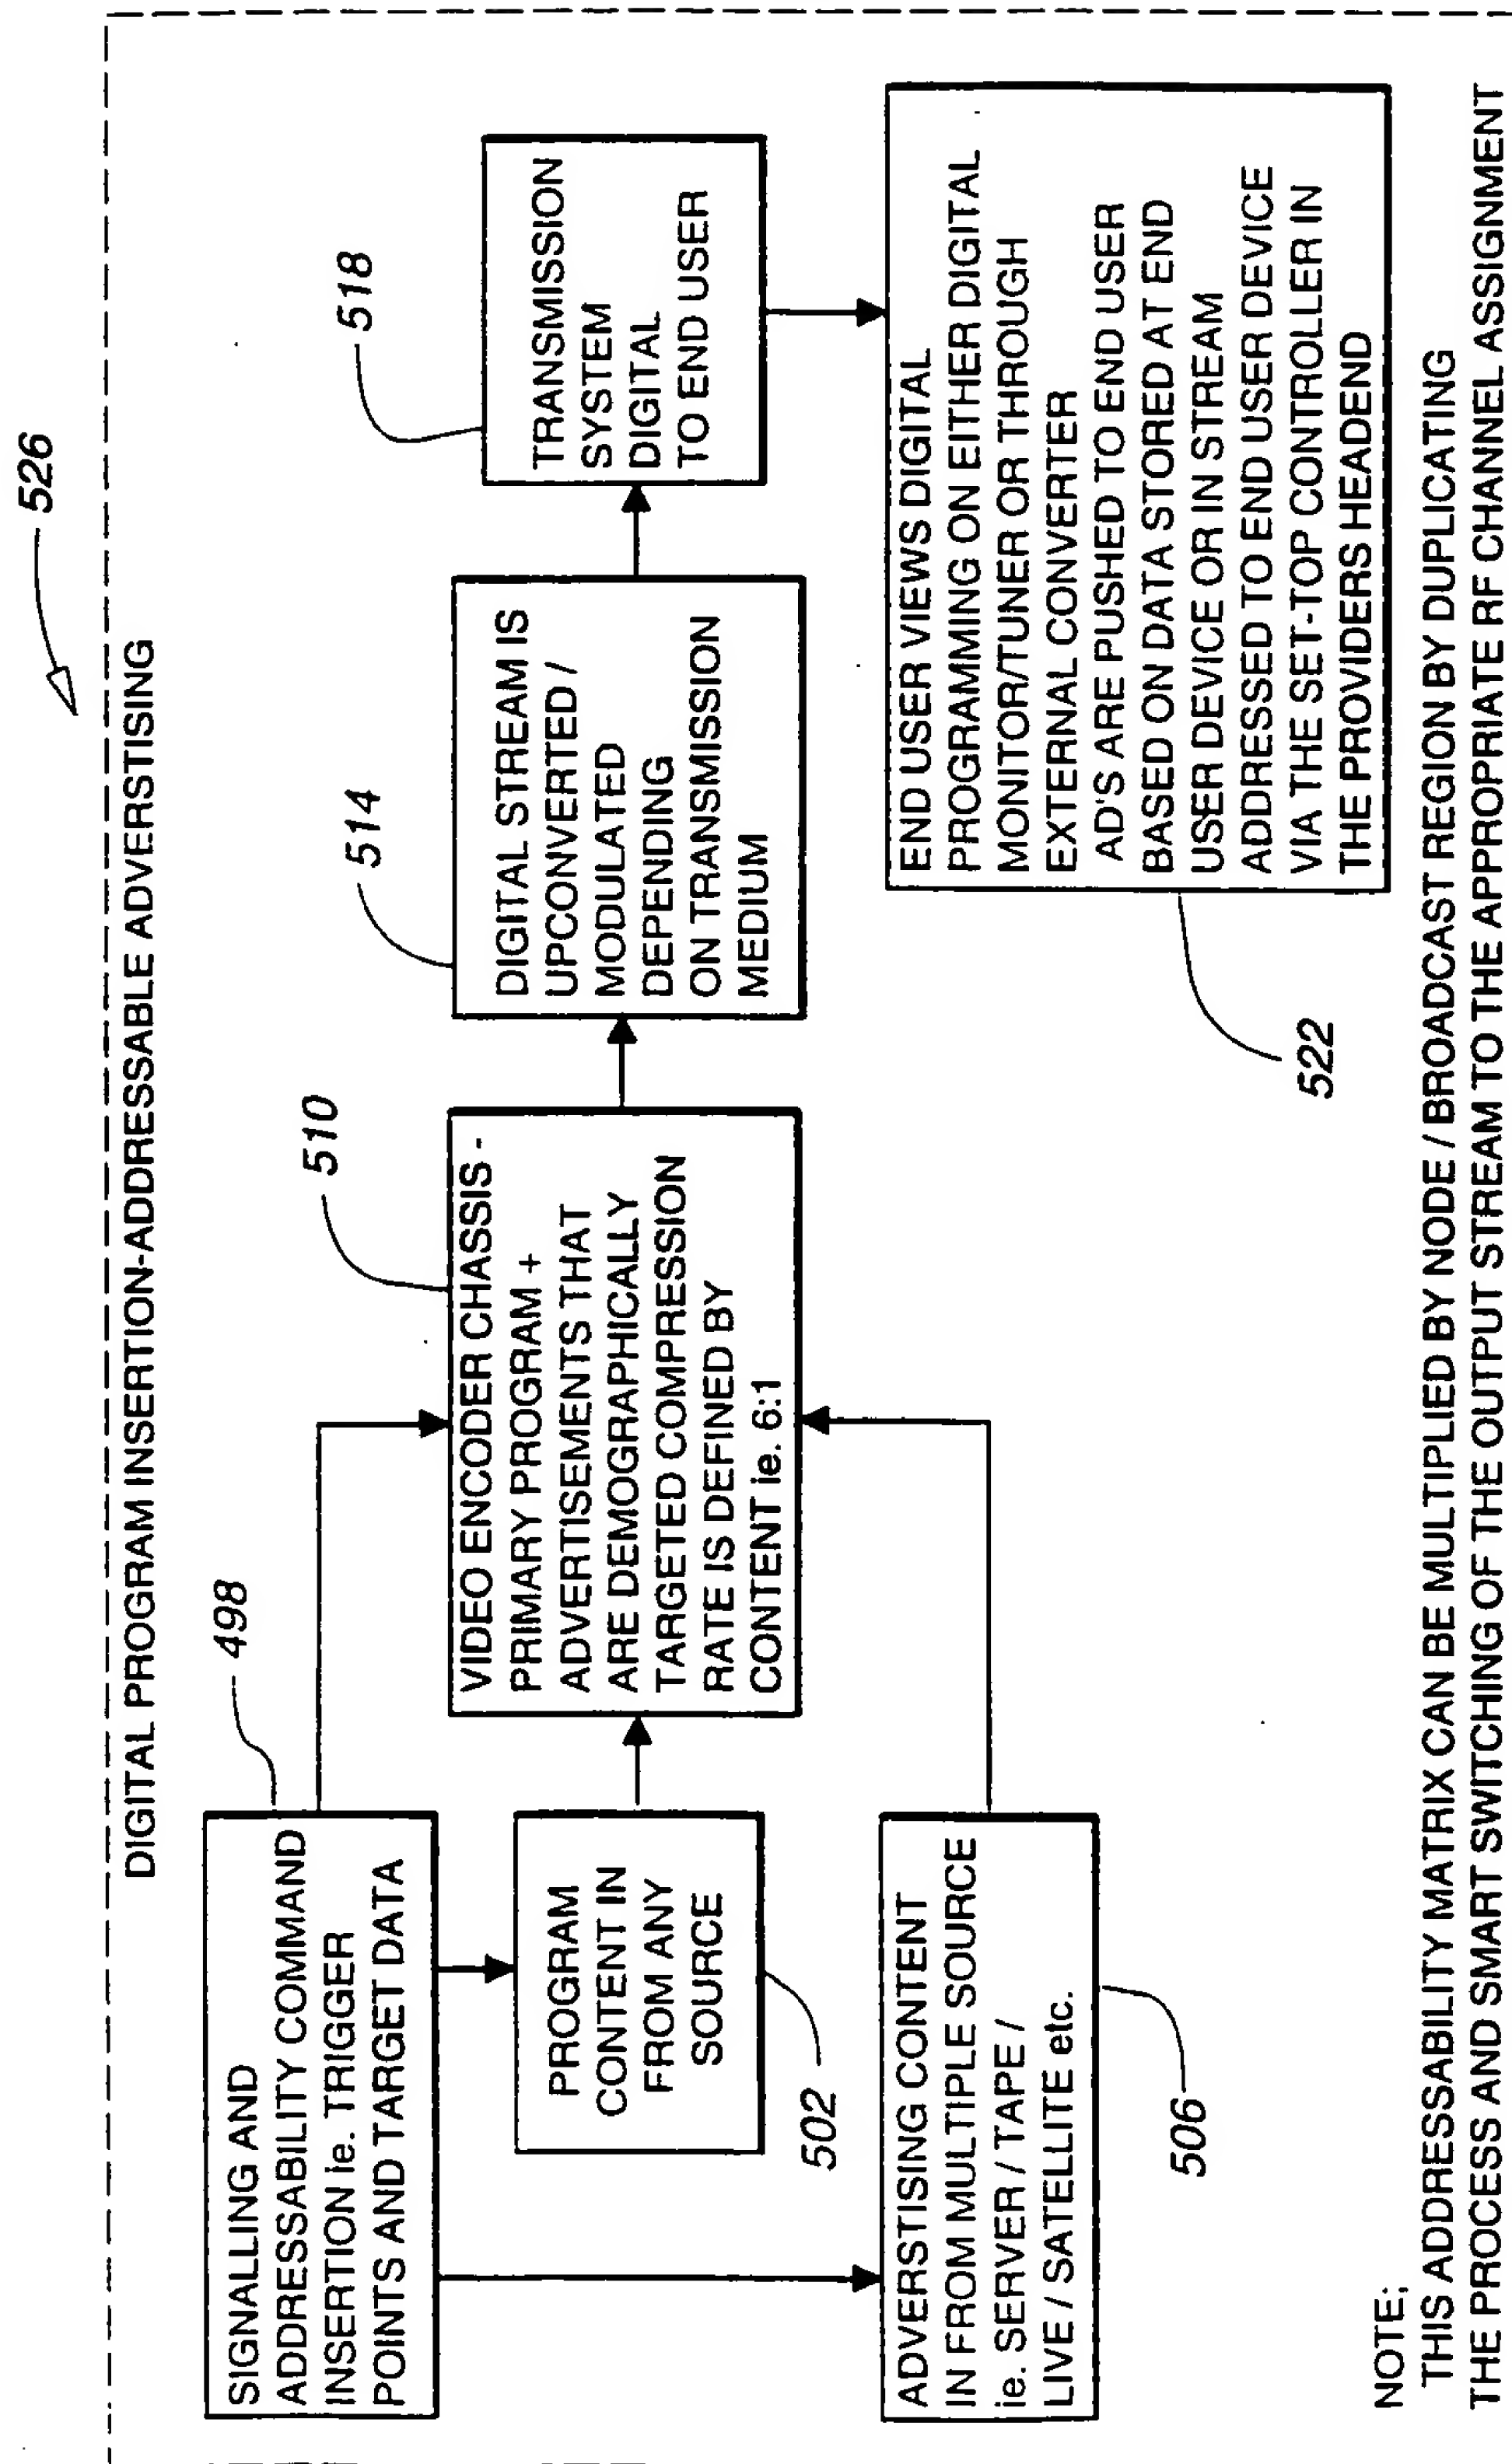 526
DIGITAL PROGRAM INSERTION-ADDRESSABLE ADVERSTISING
498
SIGNALLING AND
ADDRESSABILITY COMMAND
INSERTION ie. TRIGGER
POINTS AND TARGET DATA
PROGRAM
CONTENT IN
FROM ANY
SOURCE
502
ADVERSTISING CONTENT
IN FROM MULTIPLE SOURCE
ie. SERVER / TAPE /
LIVE / SATELLITE etc.
506
510
VIDEO ENCODER CHASSIS -
PRIMARY PROGRAM +
ADVERTISEMENTS THAT
ARE DEMOGRAPHICALLY
TARGETED COMPRESSION
RATE IS DEFINED BY
CONTENT ie. 6:1
514
DIGITAL STREAM IS
UPCONVERTED /
MODULATED
DEPENDING
ON TRANSMISSION
MEDIUM
518
TRANSMISSION
SYSTEM
DIGITAL
TO END USER
END USER VIEWS DIGITAL
PROGRAMMING ON EITHER DIGITAL
MONITOR/TUNER OR THROUGH
EXTERNAL CONVERTER
AD'S ARE PUSHED TO END USER
BASED ON DATA STORED AT END
USER DEVICE OR IN STREAM
ADDRESSED TO END USER DEVICE
VIA THE SET-TOP CONTROLLER IN
THE PROVIDERS HEADEND
522
NOTE;
THIS ADDRESSABILITY MATRIX CAN BE MULTIPLIED BY NODE / BROADCAST REGION BY DUPLICATING
THE PROCESS AND SMART SWITCHING OF THE OUTPUT STREAM TO THE APPROPRIATE RF CHANNEL ASSIGNMENT